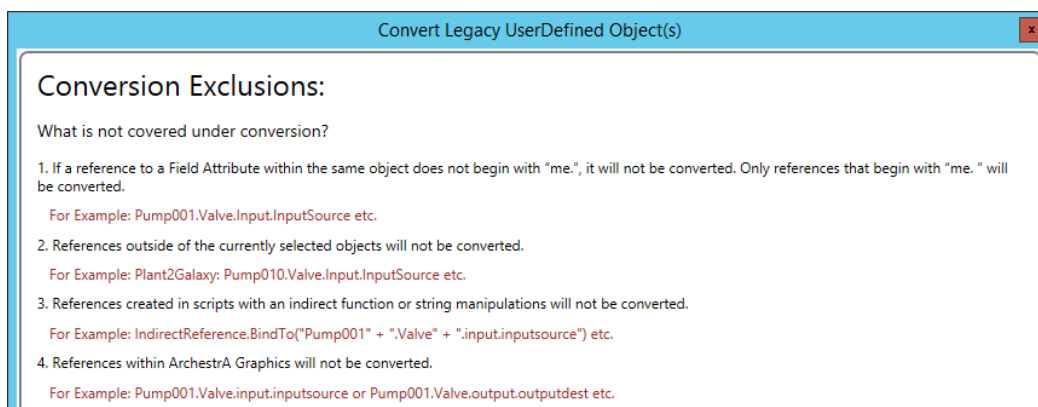 Convert Legacy UserDefined Object(s)
x
Conversion Exclusions:
What is not covered under conversion?
1. If a reference to a Field Attribute within the same object does not begin with “me.”, it will not be converted. Only references that begin with “me. ” will
be converted.
For Example: Pump001.Valve.Input.InputSource etc.
2. References outside of the currently selected objects will not be converted.
For Example: Plant2Galaxy: Pump010.Valve.Input.InputSource etc.
3. References created in scripts with an indirect function or string manipulations will not be converted.
For Example: IndirectReference.BindTo("Pump001" + ".Valve" + ".input.inputsource") etc.
4. References within ArchestrA Graphics will not be converted.
For Example: Pump001.Valve.input.inputsource or Pump001.Valve.output.outputdest etc.